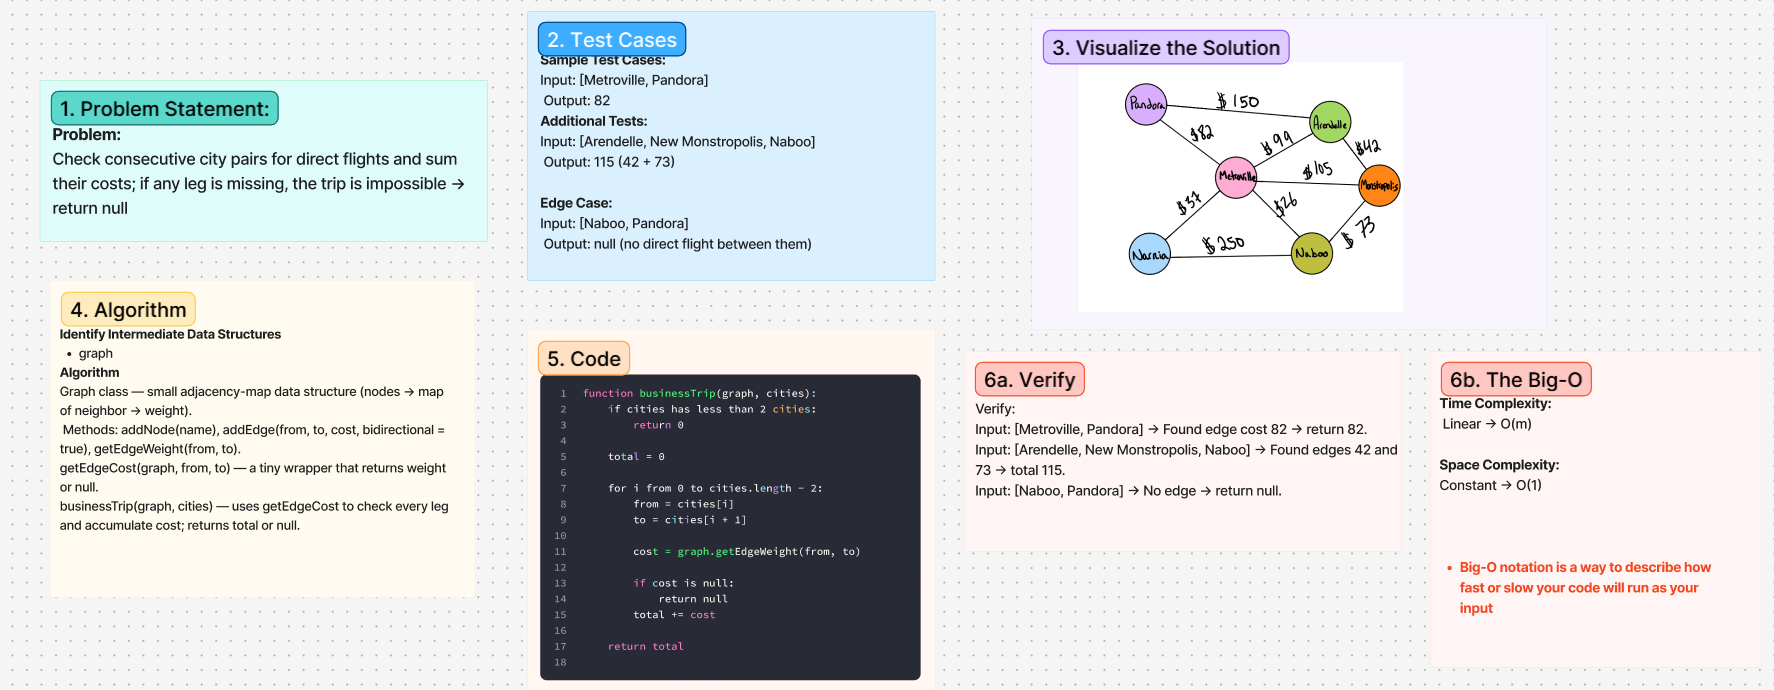 1. Problem Statement:
Problem:
Check consecutive city pairs for direct flights and sum
their costs; if any leg is missing, the trip is impossible →
return null
2. Test Cases
Sample Test Cases:
Input: [Metroville, Pandora]
Output: 82
Additional Tests:
Input: [Arendelle, New Monstropolis, Naboo]
Output: 115 (42 + 73)
Edge Case:
Input: [Naboo, Pandora]
Output: null (no direct flight between them)
3. Visualize the Solution
Pandora
$150
Arendelle
$82
$99
$42
Metroville
$105
Monstropolis
$37
$26
$73
Narnia
$250
Naboo
4. Algorithm
Identify Intermediate Data Structures
• graph
Algorithm
Graph class — small adjacency-map data structure (nodes → map
of neighbor → weight).
Methods: addNode(name), addEdge(from, to, cost, bidirectional =
true), getEdgeWeight(from, to).
getEdgeCost(graph, from, to) — a tiny wrapper that returns weight
or null.
businessTrip(graph, cities) — uses getEdgeCost to check every leg
and accumulate cost; returns total or null.
5. Code
1 function businessTrip(graph, cities):
2 if cities has less than 2 cities:
3 return 0
4
5 total = 0
6
7 for i from 0 to cities.length - 2:
8 from = cities[i]
9 to = cities[i + 1]
10
11 cost = graph.getEdgeWeight(from, to)
12
13 if cost is null:
14 return null
15 total += cost
16
17 return total
18
6a. Verify
Verify:
Input: [Metroville, Pandora] → Found edge cost 82 → return 82.
Input: [Arendelle, New Monstropolis, Naboo] → Found edges 42 and
73 → total 115.
Input: [Naboo, Pandora] → No edge → return null.
6b. The Big-O
Time Complexity:
Linear → O(m)
Space Complexity:
Constant → O(1)
• Big-O notation is a way to describe how
fast or slow your code will run as your
input